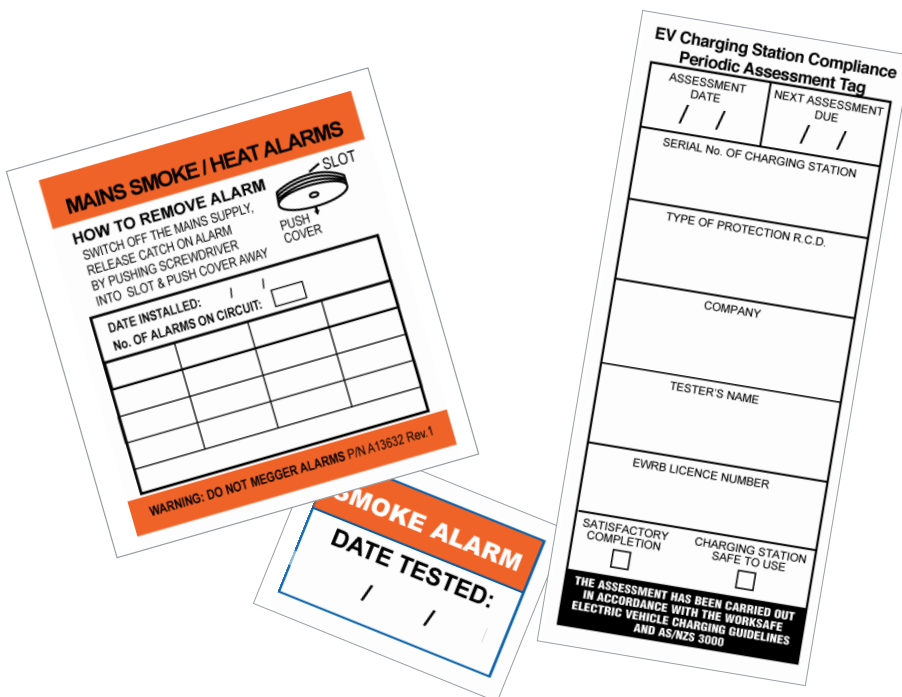 MAINS SMOKE / HEAT ALARMS
HOW TO REMOVE ALARM
SWITCH OFF THE MAINS SUPPLY,
RELEASE CATCH ON ALARM
BY PUSHING SCREWDRIVER
INTO SLOT & PUSH COVER AWAY
SLOT
PUSH
COVER
DATE INSTALLED: / /
No. OF ALARMS ON CIRCUIT:
WARNING: DO NOT MEGGER ALARMS P/N A13632 Rev.1
SMOKE ALARM
DATE TESTED:
/ /
EV Charging Station Compliance
Periodic Assessment Tag
ASSESSMENT
DATE
/ /
NEXT ASSESSMENT
DUE
/ /
SERIAL No. OF CHARGING STATION
TYPE OF PROTECTION R.C.D.
COMPANY
TESTER'S NAME
EWRB LICENCE NUMBER
SATISFACTORY
COMPLETION
CHARGING STATION
SAFE TO USE
THE ASSESSMENT HAS BEEN CARRIED OUT
IN ACCORDANCE WITH THE WORKSAFE
ELECTRIC VEHICLE CHARGING GUIDELINES
AND AS/NZS 3000